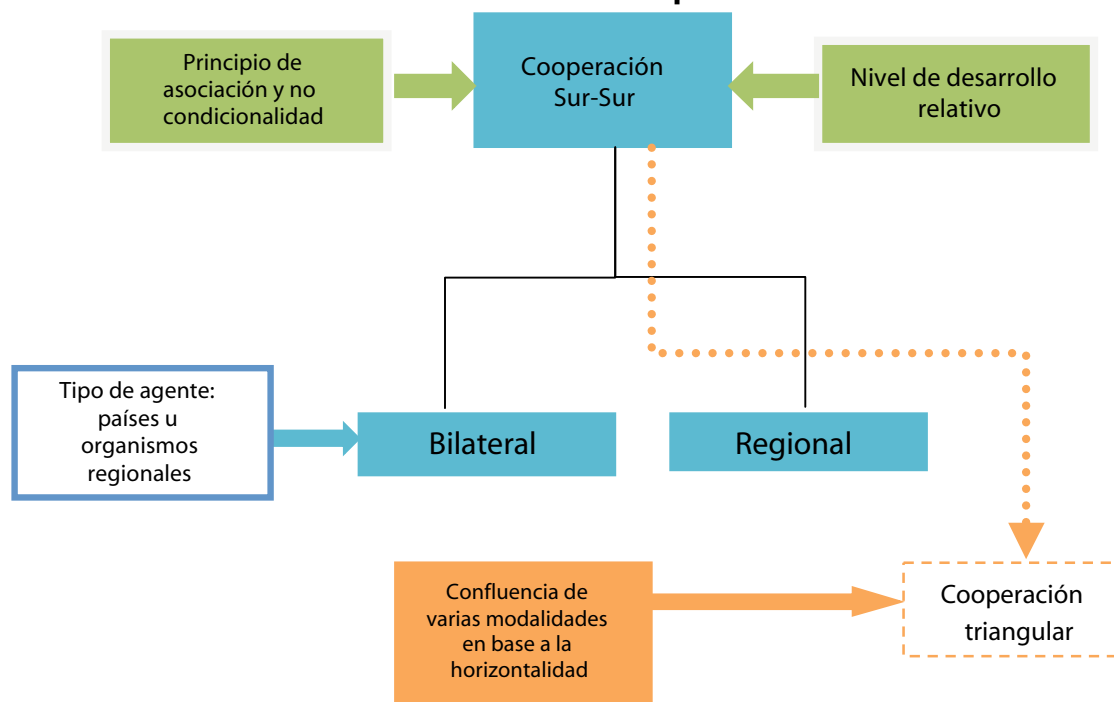 Principio de
asociación y no
condicionalidad
Cooperación
Sur-Sur
Nivel de desarrollo
relativo
Tipo de agente:
países u
organismos
regionales
Bilateral
Regional
Confluencia de
varias modalidades
en base a la
horizontalidad
Cooperación
triangular